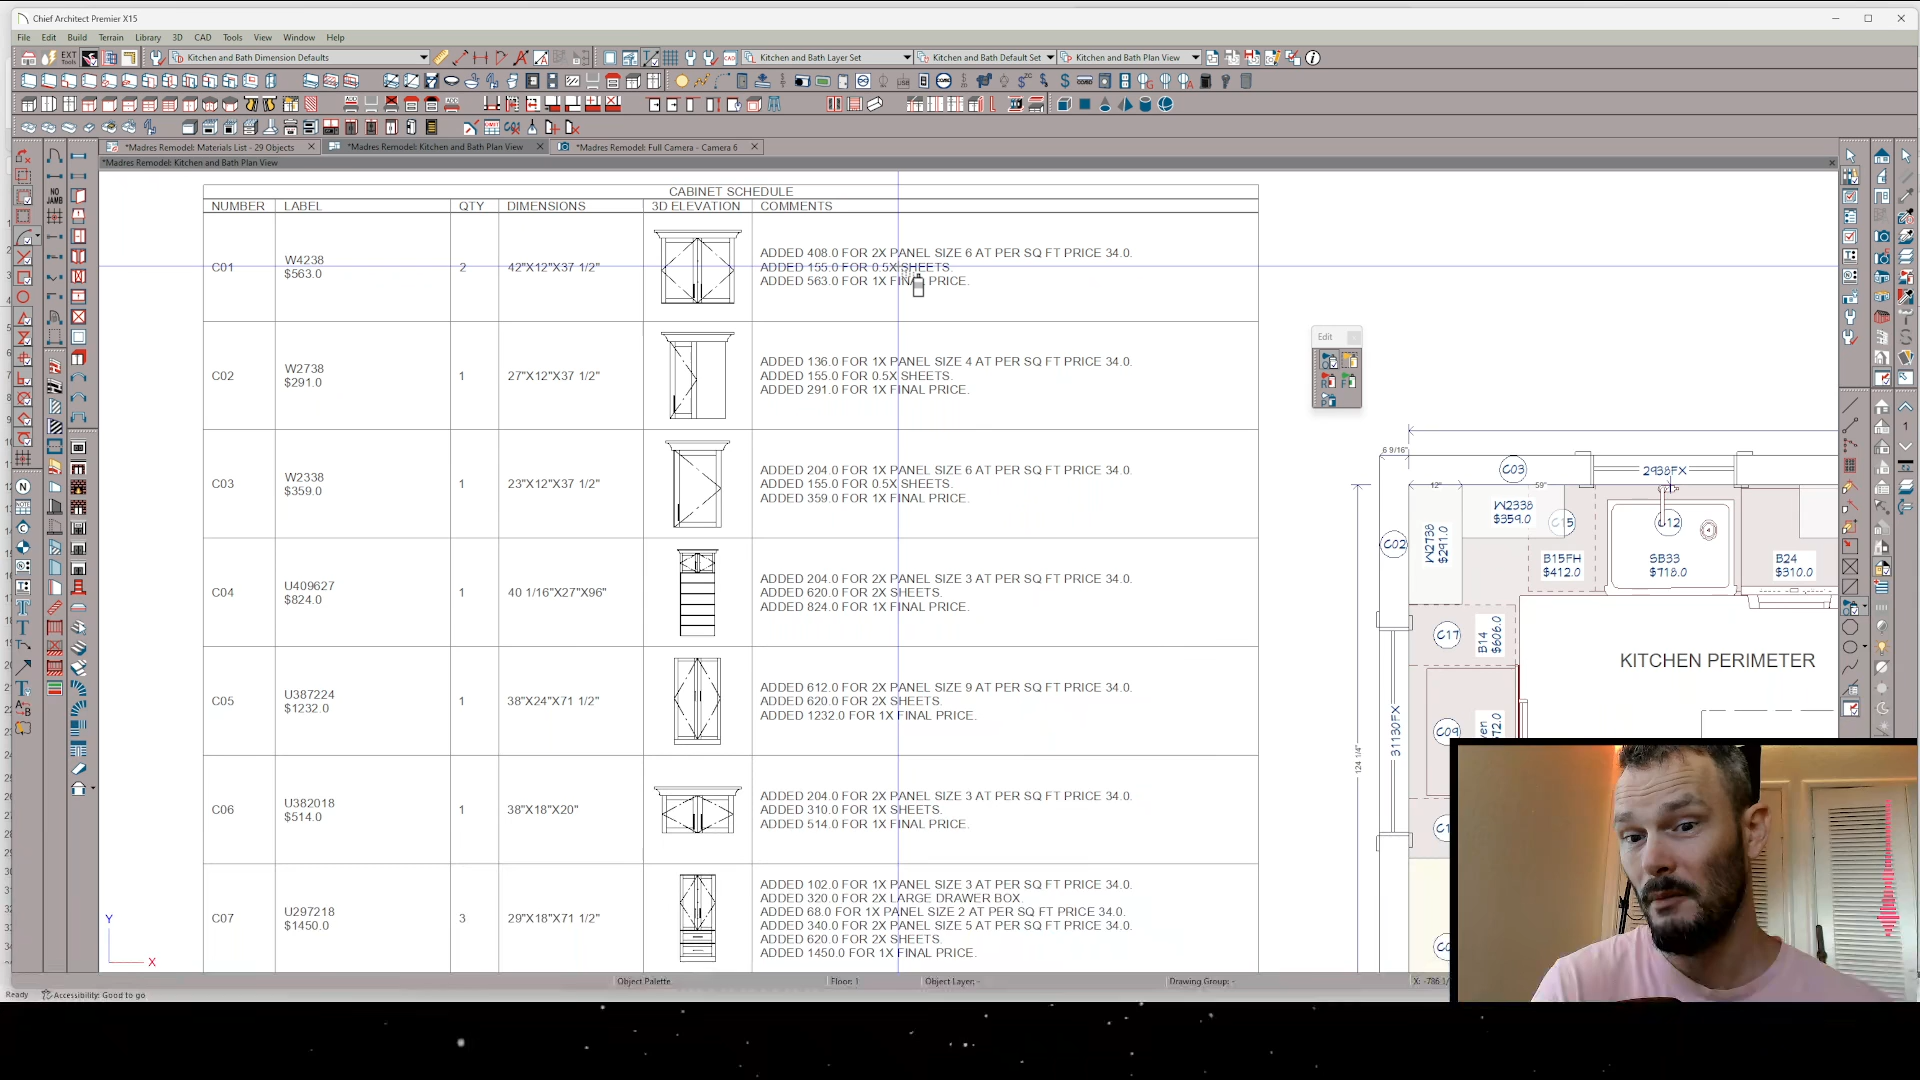 Chief Architect Premier X15
File Edit Build Terrain Library 3D CAD Tools View Window Help
EXT Tools
Kitchen and Bath Dimension Defaults
Kitchen and Bath Layer Set
Kitchen and Bath Default Set
Kitchen and Bath Plan View
*Madres Remodel: Materials List - 29 Objects
*Madres Remodel: Kitchen and Bath Plan View
*Madres Remodel: Full Camera - Camera 6
*Madres Remodel: Kitchen and Bath Plan View
NO JAMB
CABINET SCHEDULE
NUMBER LABEL QTY DIMENSIONS 3D ELEVATION COMMENTS
C01 W4238 $563.0 2 42"X12"X37 1/2"
ADDED 408.0 FOR 2X PANEL SIZE 6 AT PER SQ FT PRICE 34.0.
ADDED 155.0 FOR 0.5X SHEETS.
ADDED 563.0 FOR 1X FINAL PRICE.
C02 W2738 $291.0 1 27"X12"X37 1/2"
ADDED 136.0 FOR 1X PANEL SIZE 4 AT PER SQ FT PRICE 34.0.
ADDED 155.0 FOR 0.5X SHEETS.
ADDED 291.0 FOR 1X FINAL PRICE.
C03 W2338 $359.0 1 23"X12"X37 1/2"
ADDED 204.0 FOR 1X PANEL SIZE 6 AT PER SQ FT PRICE 34.0.
ADDED 155.0 FOR 0.5X SHEETS.
ADDED 359.0 FOR 1X FINAL PRICE.
C04 U409627 $824.0 1 40 1/16"X27"X96"
ADDED 204.0 FOR 2X PANEL SIZE 3 AT PER SQ FT PRICE 34.0.
ADDED 620.0 FOR 2X SHEETS.
ADDED 824.0 FOR 1X FINAL PRICE.
C05 U387224 $1232.0 1 38"X24"X71 1/2"
ADDED 612.0 FOR 2X PANEL SIZE 9 AT PER SQ FT PRICE 34.0.
ADDED 620.0 FOR 2X SHEETS.
ADDED 1232.0 FOR 1X FINAL PRICE.
C06 U382018 $514.0 1 38"X18"X20"
ADDED 204.0 FOR 2X PANEL SIZE 3 AT PER SQ FT PRICE 34.0.
ADDED 310.0 FOR 1X SHEETS.
ADDED 514.0 FOR 1X FINAL PRICE.
C07 U297218 $1450.0 3 29"X18"X71 1/2"
ADDED 102.0 FOR 1X PANEL SIZE 3 AT PER SQ FT PRICE 34.0.
ADDED 320.0 FOR 2X LARGE DRAWER BOX.
ADDED 68.0 FOR 1X PANEL SIZE 2 AT PER SQ FT PRICE 34.0.
ADDED 340.0 FOR 2X PANEL SIZE 5 AT PER SQ FT PRICE 34.0.
ADDED 620.0 FOR 2X SHEETS.
ADDED 1450.0 FOR 1X FINAL PRICE.
Edit
6 9/16"
C03
2938FX
12"
59"
W2338
$359.0
C15
C12
C02
W2738
$291.0
B15FH
$412.0
SB33
$718.0
B24
$310.0
C17
B14
$606.0
KITCHEN PERIMETER
C09
31130FX
124 1/4"
Y
X
Object Palette
Floor: 1
Object Layer: -
Drawing Group: -
Ready
Accessibility: Good to go